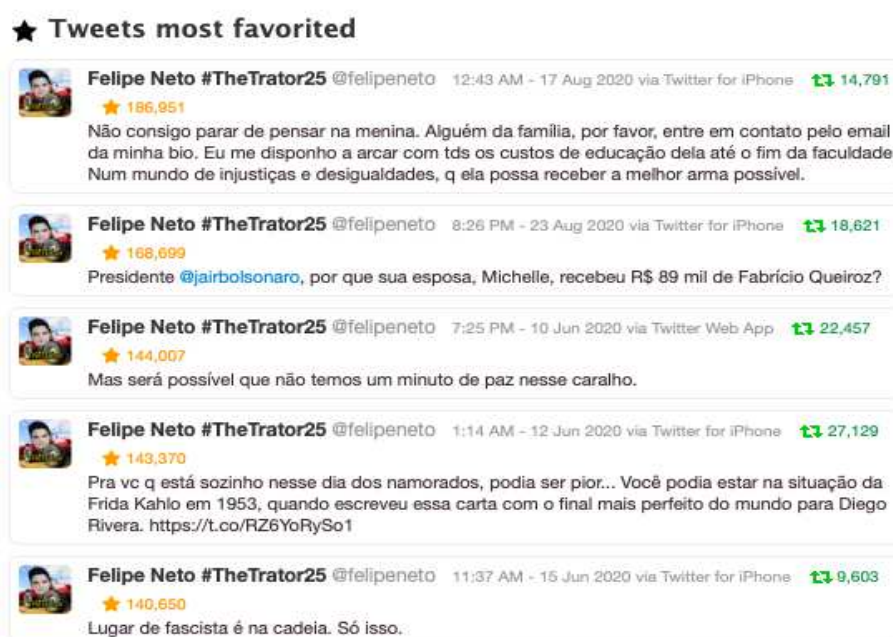 Tweets most favorited
Felipe Neto #TheTrator25 @felipeneto 12:43 AM - 17 Aug 2020 via Twitter for iPhone 14,791
186,951
Não consigo parar de pensar na menina. Alguém da família, por favor, entre em contato pelo email
da minha bio. Eu me disponho a arcar com tds os custos de educação dela até o fim da faculdade
Num mundo de injustiças e desigualdades, q ela possa receber a melhor arma possível.
Felipe Neto #TheTrator25 @felipeneto 8:26 PM - 23 Aug 2020 via Twitter for iPhone 18,621
168,699
Presidente @jairbolsonaro, por que sua esposa, Michelle, recebeu R$ 89 mil de Fabrício Queiroz?
Felipe Neto #TheTrator25 @felipeneto 7:25 PM - 10 Jun 2020 via Twitter Web App 22,457
144,007
Mas será possível que não temos um minuto de paz nesse caralho.
Felipe Neto #TheTrator25 @felipeneto 1:14 AM - 12 Jun 2020 via Twitter for iPhone 27,129
143,370
Pra vc q está sozinho nesse dia dos namorados, podia ser pior... Você podia estar na situação da
Frida Kahlo em 1953, quando escreveu essa carta com o final mais perfeito do mundo para Diego
Rivera. https://t.co/RZ6YoRySo1
Felipe Neto #TheTrator25 @felipeneto 11:37 AM - 15 Jun 2020 via Twitter for iPhone 9,603
140,650
Lugar de fascista é na cadeia. Só isso.